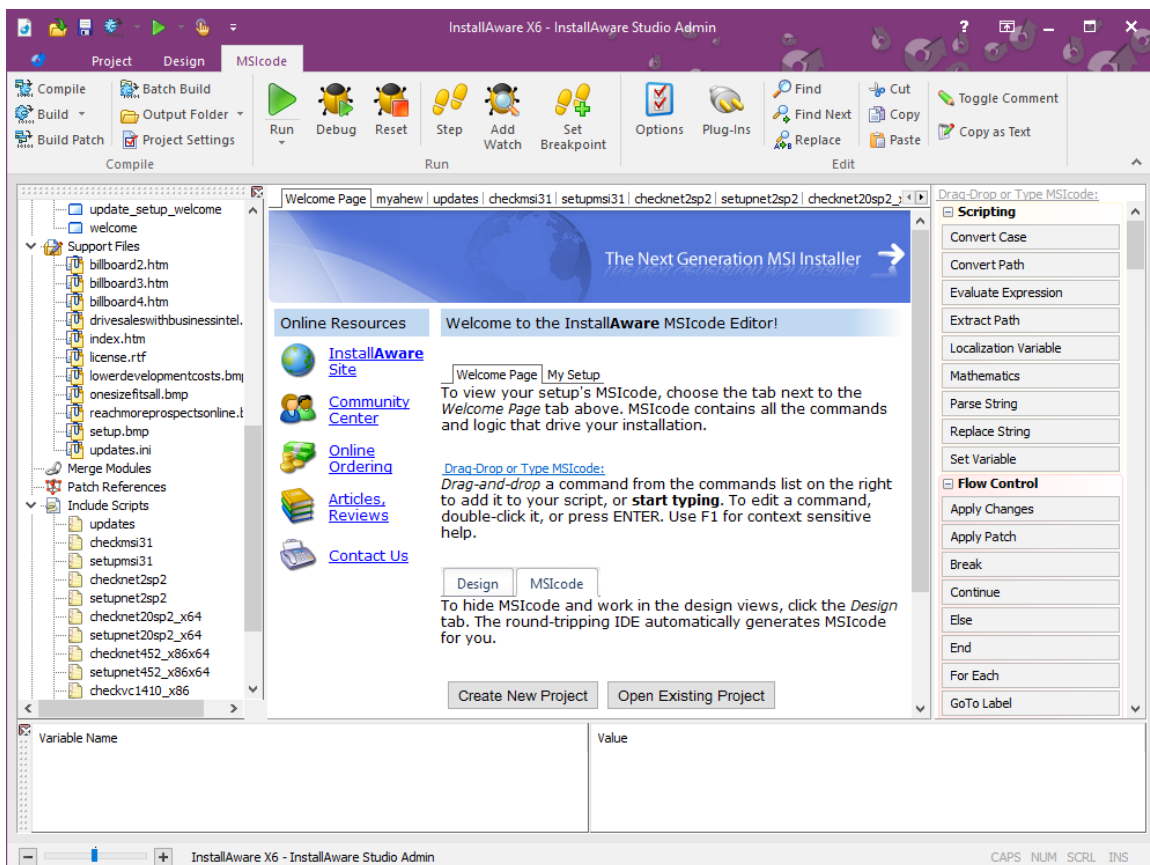 InstallAware X6 - InstallAware Studio Admin
Project Design MSIcode
Compile
Build
Build Patch
Batch Build
Output Folder
Project Settings
Compile
Run
Debug
Reset
Step
Add
Watch
Set
Breakpoint
Run
Options
Plug-Ins
Find
Find Next
Replace
Cut
Copy
Paste
Toggle Comment
Copy as Text
Edit
update_setup_welcome
welcome
Support Files
billboard2.htm
billboard3.htm
billboard4.htm
drivesaleswithbusinessintel.
index.htm
license.rtf
lowerdevelopmentcosts.bmp
onesizefitsall.bmp
reachmoreprospectsonline.b
setup.bmp
updates.ini
Merge Modules
Patch References
Include Scripts
updates
checkmsi31
setupmsi31
checknet2sp2
setupnet2sp2
checknet20sp2_x64
setupnet20sp2_x64
checknet452_x86x64
setupnet452_x86x64
checkvc1410_x86
Welcome Page myahew updates checkmsi31 setupmsi31 checknet2sp2 setupnet2sp2 checknet20sp2_
The Next Generation MSI Installer
Online Resources
InstallAware
Site
Community
Center
Online
Ordering
Articles,
Reviews
Contact Us
Welcome to the InstallAware MSIcode Editor!
Welcome Page My Setup
To view your setup's MSIcode, choose the tab next to the
Welcome Page tab above. MSIcode contains all the commands
and logic that drive your installation.
Drag-Drop or Type MSIcode:
Drag-and-drop a command from the commands list on the right
to add it to your script, or start typing. To edit a command,
double-click it, or press ENTER. Use F1 for context sensitive
help.
Design MSIcode
To hide MSIcode and work in the design views, click the Design
tab. The round-tripping IDE automatically generates MSIcode
for you.
Create New Project Open Existing Project
Drag-Drop or Type MSIcode:
Scripting
Convert Case
Convert Path
Evaluate Expression
Extract Path
Localization Variable
Mathematics
Parse String
Replace String
Set Variable
Flow Control
Apply Changes
Apply Patch
Break
Continue
Else
End
For Each
GoTo Label
Variable Name Value
InstallAware X6 - InstallAware Studio Admin
CAPS NUM SCRL INS